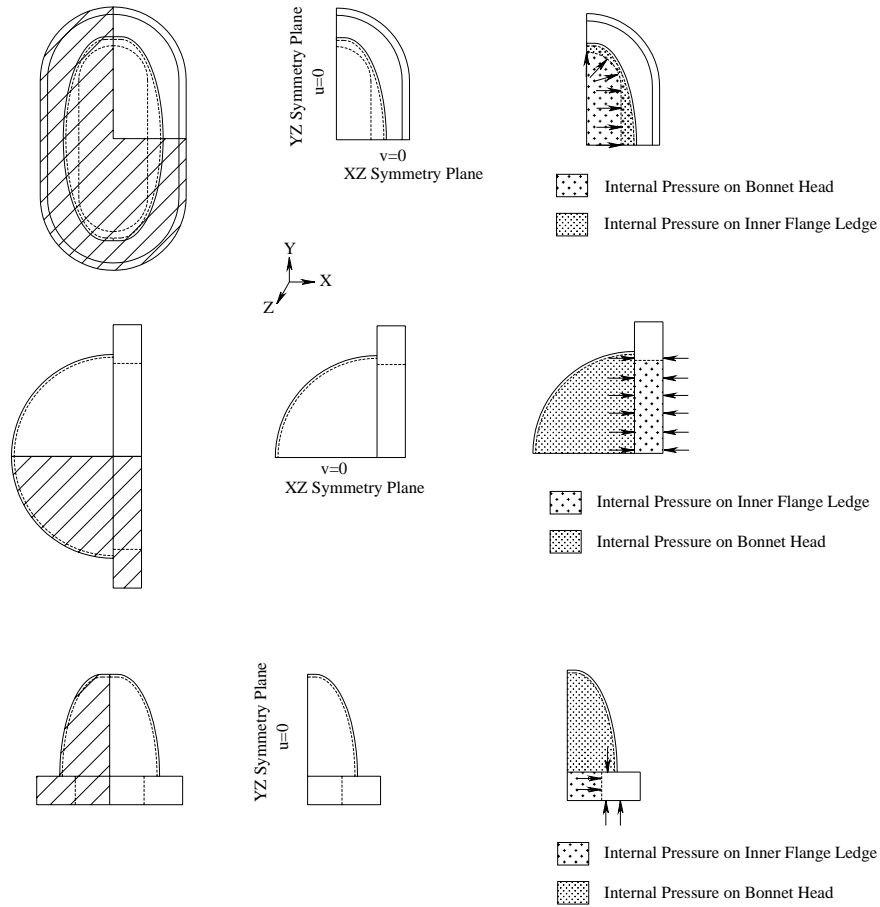 YZ Symmetry Plane
u=0
v=0
XZ Symmetry Plane
Internal Pressure on Bonnet Head
Internal Pressure on Inner Flange Ledge
Y
X
Z
v=0
XZ Symmetry Plane
Internal Pressure on Inner Flange Ledge
Internal Pressure on Bonnet Head
YZ Symmetry Plane
u=0
Internal Pressure on Inner Flange Ledge
Internal Pressure on Bonnet Head